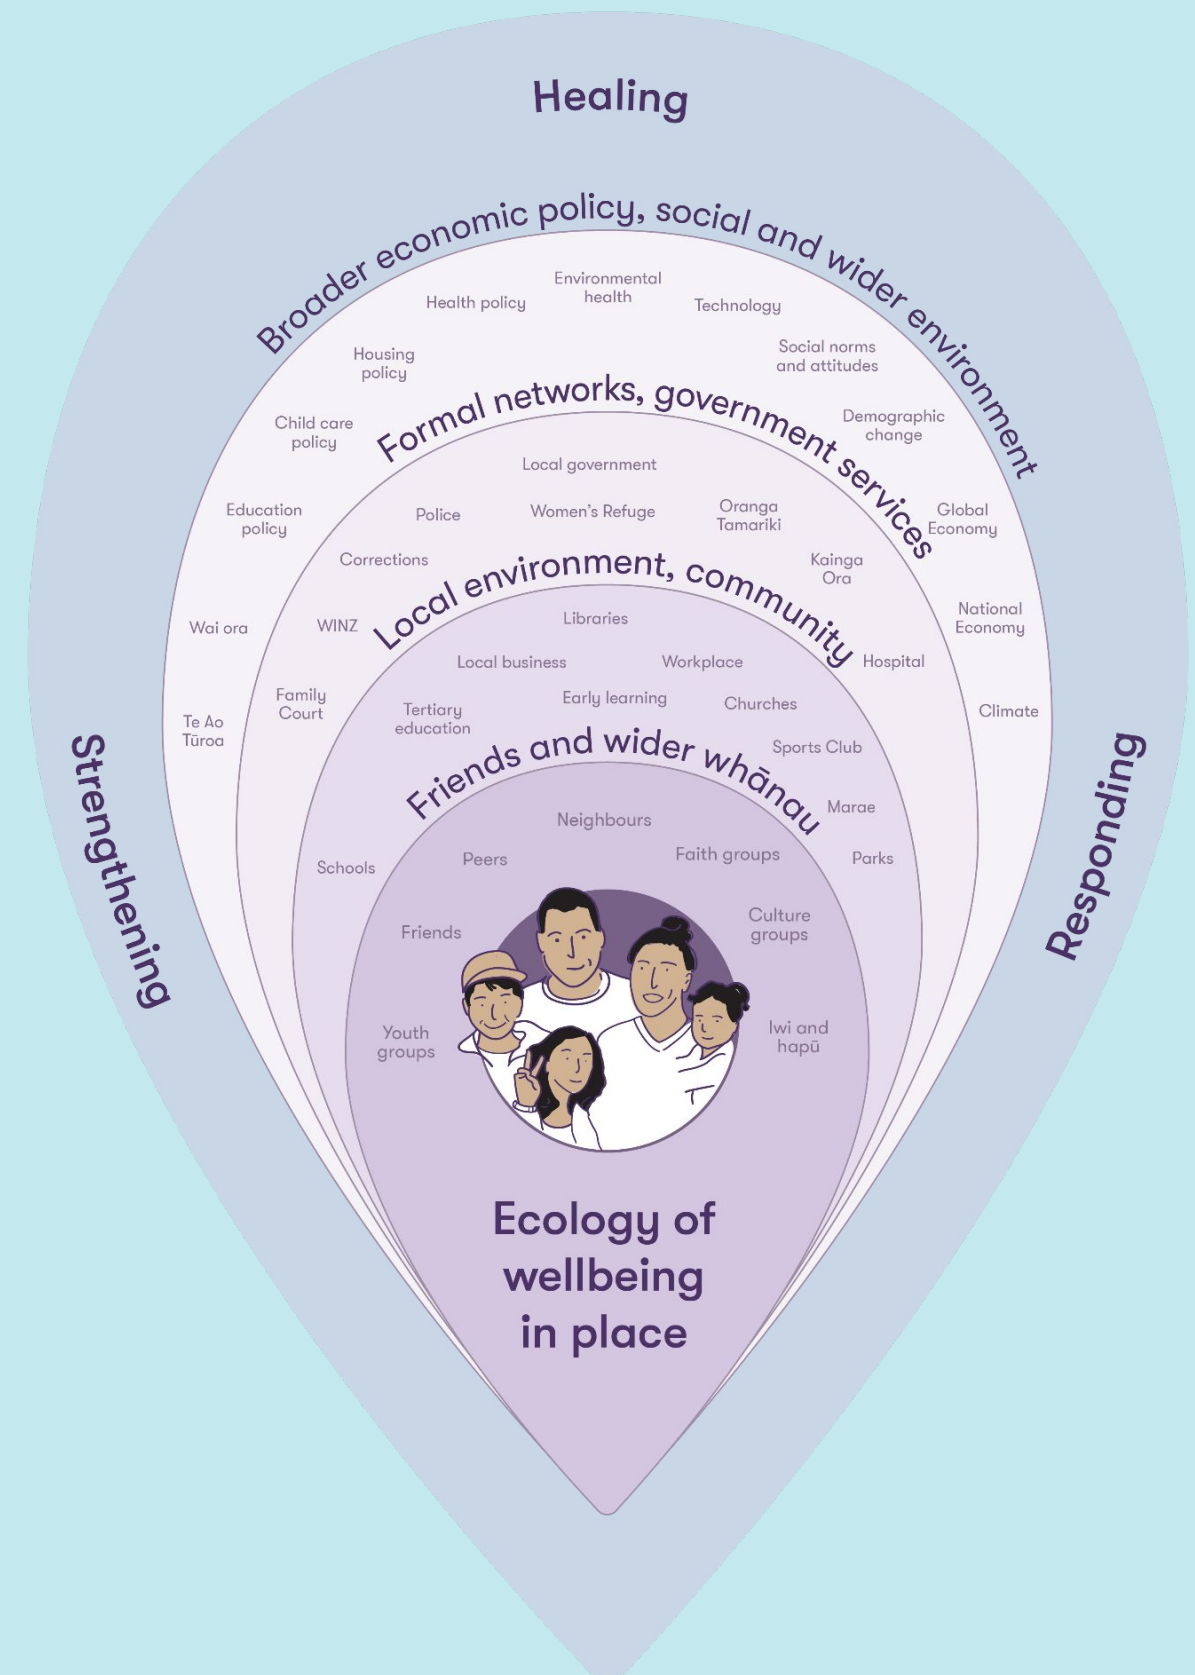 Healing
Broader economic policy, social and wider environment
Environmental
health
Health policy
Technology
Housing
policy
Social norms
and attitudes
Child care
policy
Demographic
change
Education
policy
Global
Economy
Wai ora
National
Economy
Te Ao
Tūroa
Climate
Formal networks, government services
Local government
Police
Women's Refuge
Oranga
Tamariki
Corrections
Kainga
Ora
WINZ
Hospital
Family
Court
Local environment, community
Libraries
Local business
Workplace
Early learning
Churches
Tertiary
education
Sports Club
Marae
Schools
Parks
Friends and wider whānau
Neighbours
Peers
Faith groups
Friends
Culture
groups
Youth
groups
Iwi and
hapū
Strengthening
Responding
Ecology of
wellbeing
in place